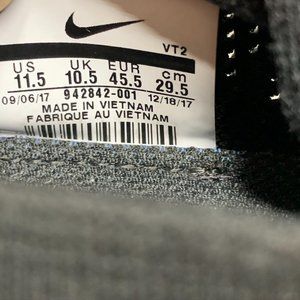 VT2
US UK EUR cm
11.5 10.5 45.5 29.5
09/06/17 942842-001 12/18/17
MADE IN VIETNAM
FABRIQUE AU VIETNAM